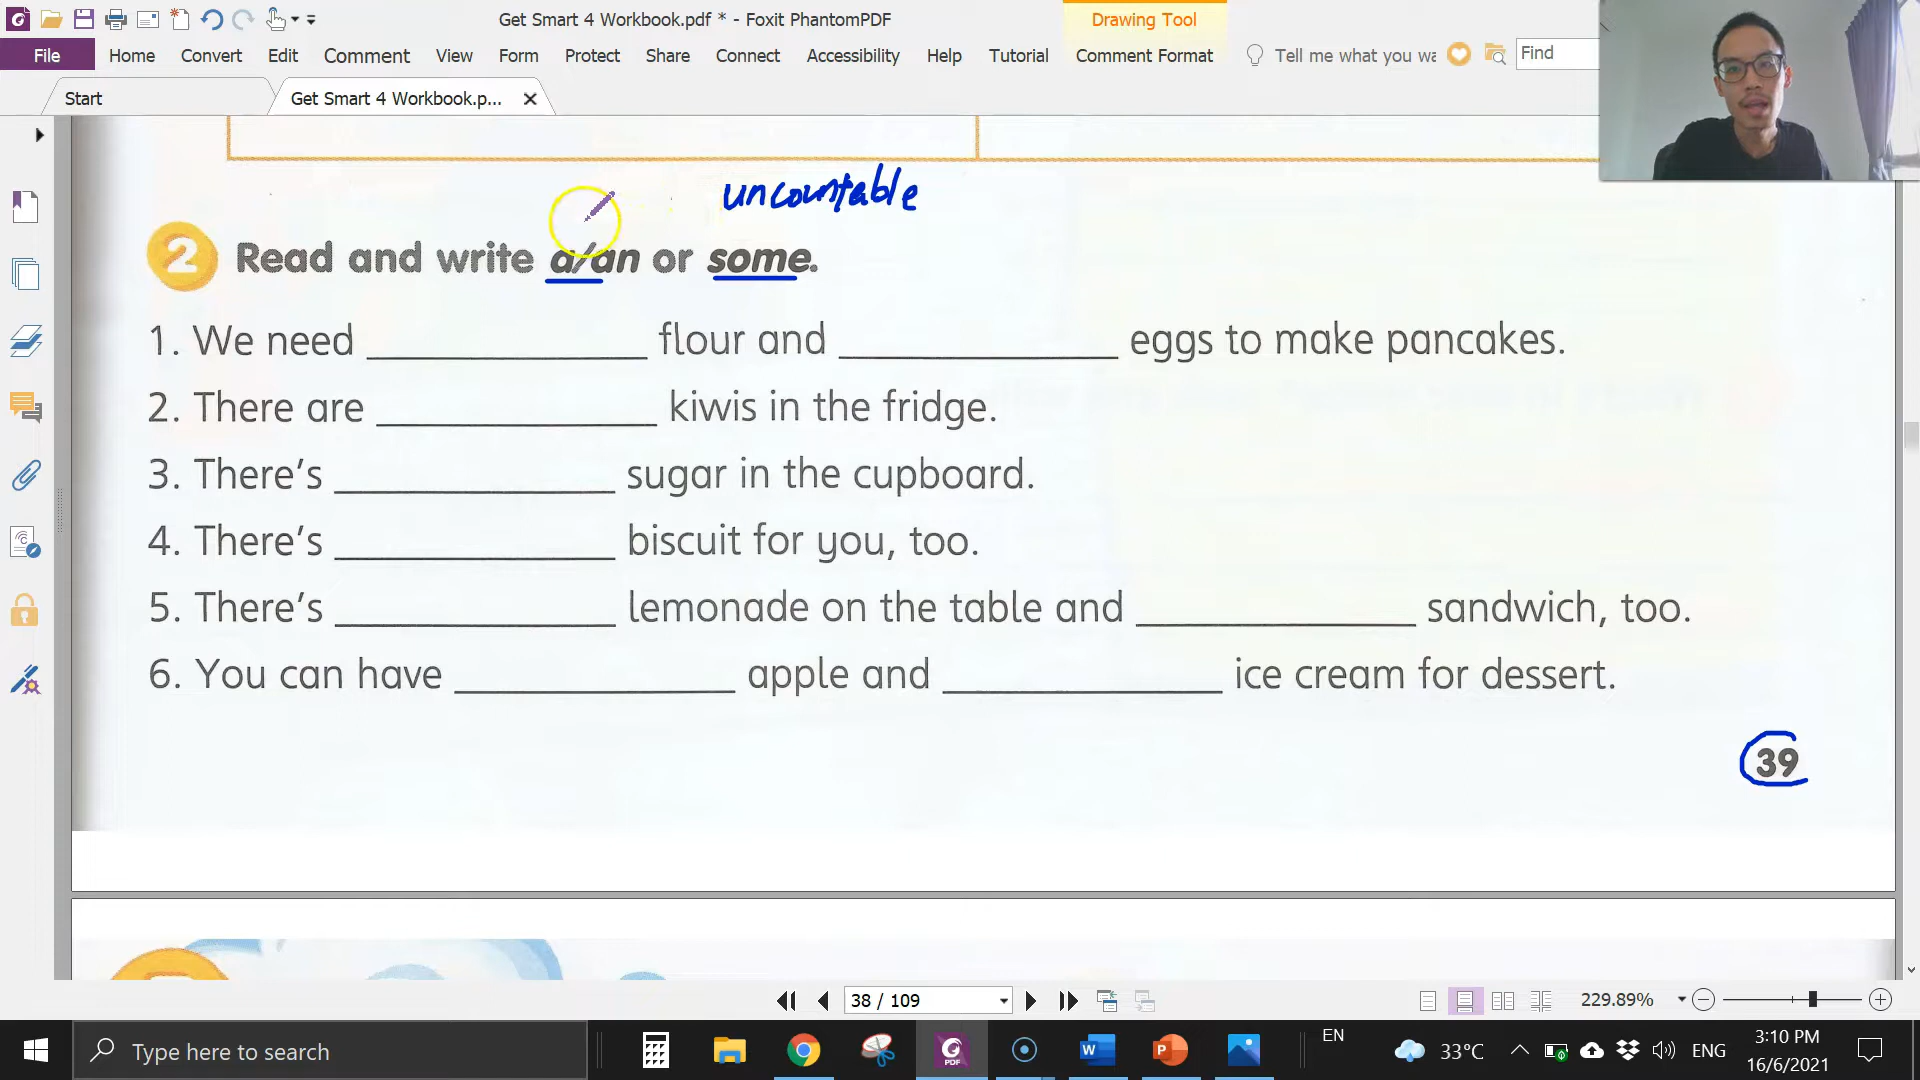 Get Smart 4 Workbook.pdf * - Foxit PhantomPDF
Drawing Tool
File Home Convert Edit Comment View Form Protect Share Connect Accessibility Help Tutorial Comment Format Tell me what you wa Find
Start Get Smart 4 Workbook.p...
uncountable
2 Read and write a/an or some.
1. We need ____________ flour and ____________ eggs to make pancakes.
2. There are ____________ kiwis in the fridge.
3. There's ____________ sugar in the cupboard.
4. There's ____________ biscuit for you, too.
5. There's ____________ lemonade on the table and ____________ sandwich, too.
6. You can have ____________ apple and ____________ ice cream for dessert.
39
38 / 109 229.89%
Type here to search
PDF
W
P
EN
33°C
ENG
3:10 PM
16/6/2021